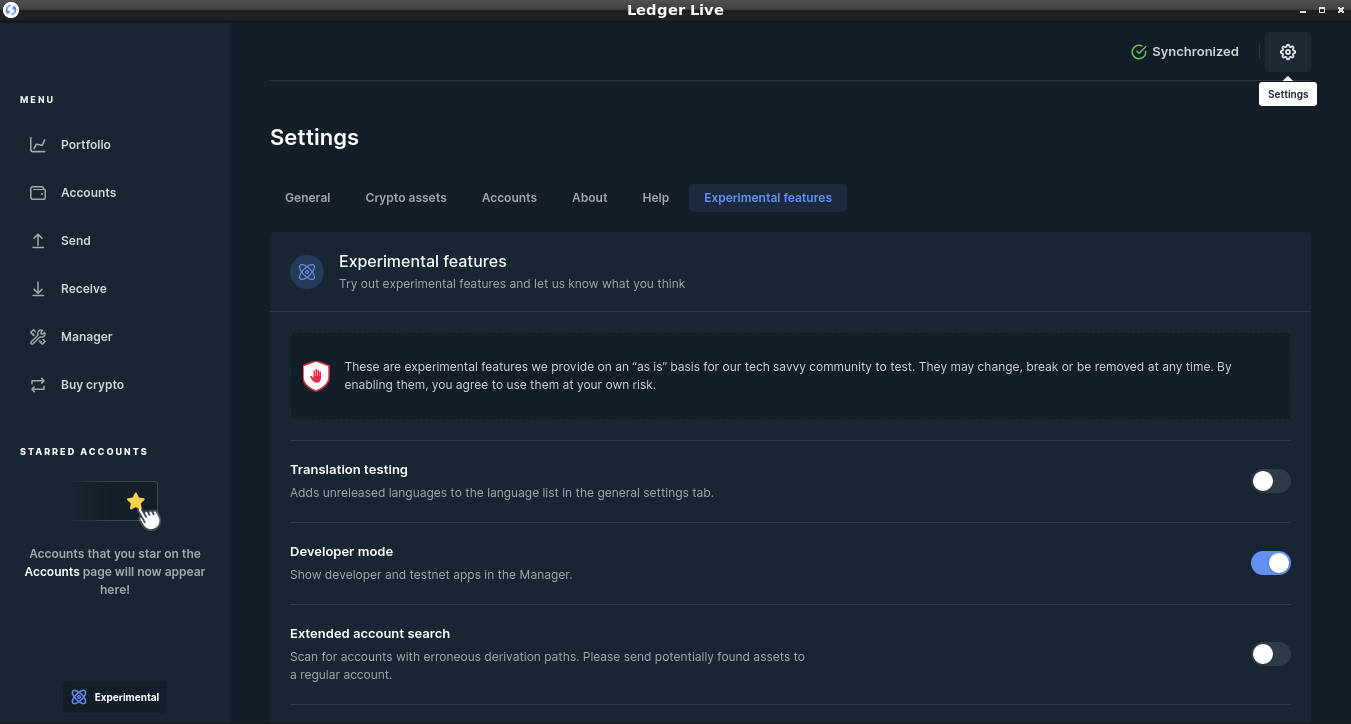 Ledger Live
Synchronized
Settings
MENU
Portfolio
Accounts
Send
Receive
Manager
Buy crypto
STARRED ACCOUNTS
Accounts that you star on the
Accounts page will now appear
here!
Experimental
Settings
General
Crypto assets
Accounts
About
Help
Experimental features
Experimental features
Try out experimental features and let us know what you think
These are experimental features we provide on an “as is” basis for our tech savvy community to test. They may change, break or be removed at any time. By
enabling them, you agree to use them at your own risk.
Translation testing
Adds unreleased languages to the language list in the general settings tab.
Developer mode
Show developer and testnet apps in the Manager.
Extended account search
Scan for accounts with erroneous derivation paths. Please send potentially found assets to
a regular account.